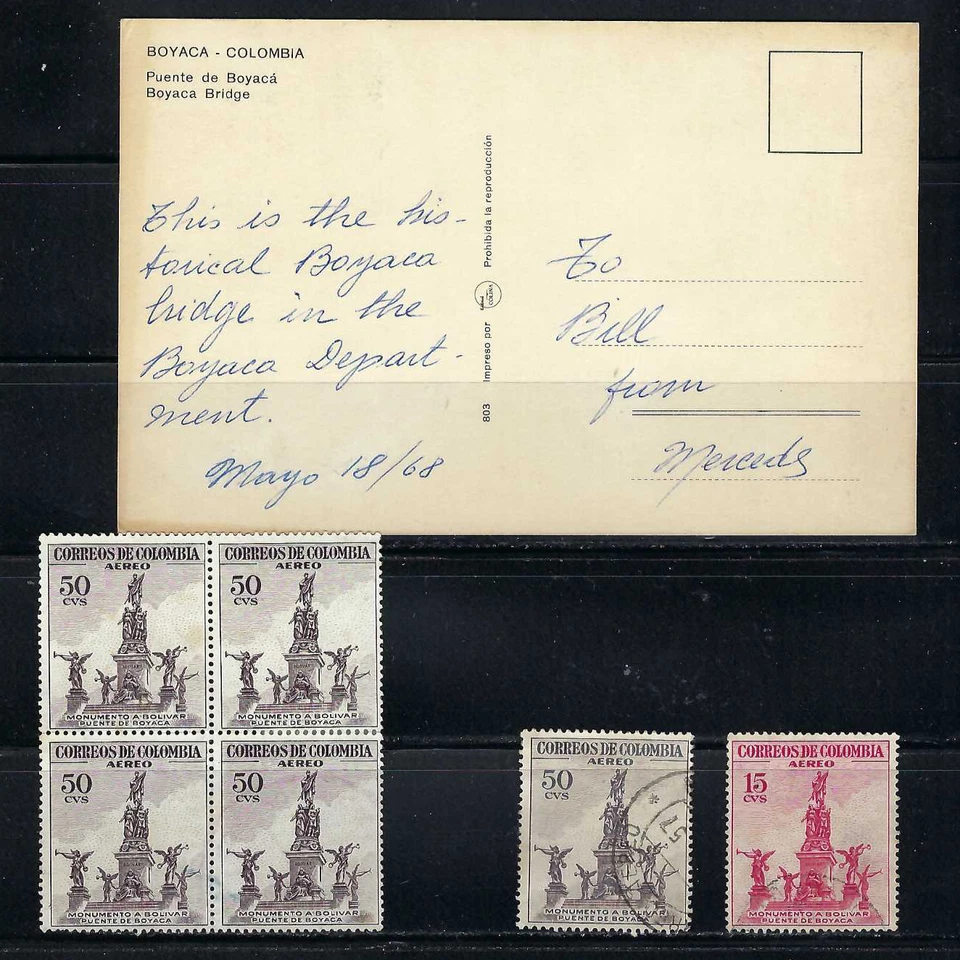 BOYACA - COLOMBIA
Puente de Boyacá
Boyaca Bridge
This is the his-
torical Boyaca
bridge in the
Boyaca Depart-
ment.
Mayo 18/68
803 Impreso por COLINA Prohibida la reproducción
To
Bill
from
Mercedes
CORREOS DE COLOMBIA
AEREO
50
CVS
MONUMENTO A BOLIVAR
PUENTE DE BOYACA
CORREOS DE COLOMBIA
AEREO
50
CVS
MONUMENTO A BOLIVAR
PUENTE DE BOYACA
CORREOS DE COLOMBIA
AEREO
50
CVS
MONUMENTO A BOLIVAR
PUENTE DE BOYACA
CORREOS DE COLOMBIA
AEREO
50
CVS
MONUMENTO A BOLIVAR
PUENTE DE BOYACA
CORREOS DE COLOMBIA
AEREO
50
CVS
MONUMENTO A BOLIVAR
PUENTE DE BOYACA
57
CORREOS DE COLOMBIA
AEREO
15
CVS
MONUMENTO A BOLIVAR
PUENTE DE BOYACA